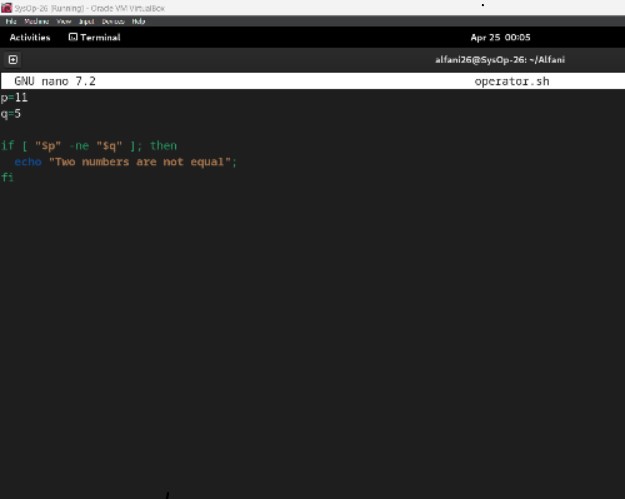 SysOp-26 [Running] - Oracle VM VirtualBox
File Machine View Input Devices Help
Activities Terminal Apr 25 00:05
alfani26@SysOp-26: ~/Alfani
GNU nano 7.2 operator.sh
p=11
q=5
if [ "$p" -ne "$q" ]; then
echo "Two numbers are not equal";
fi